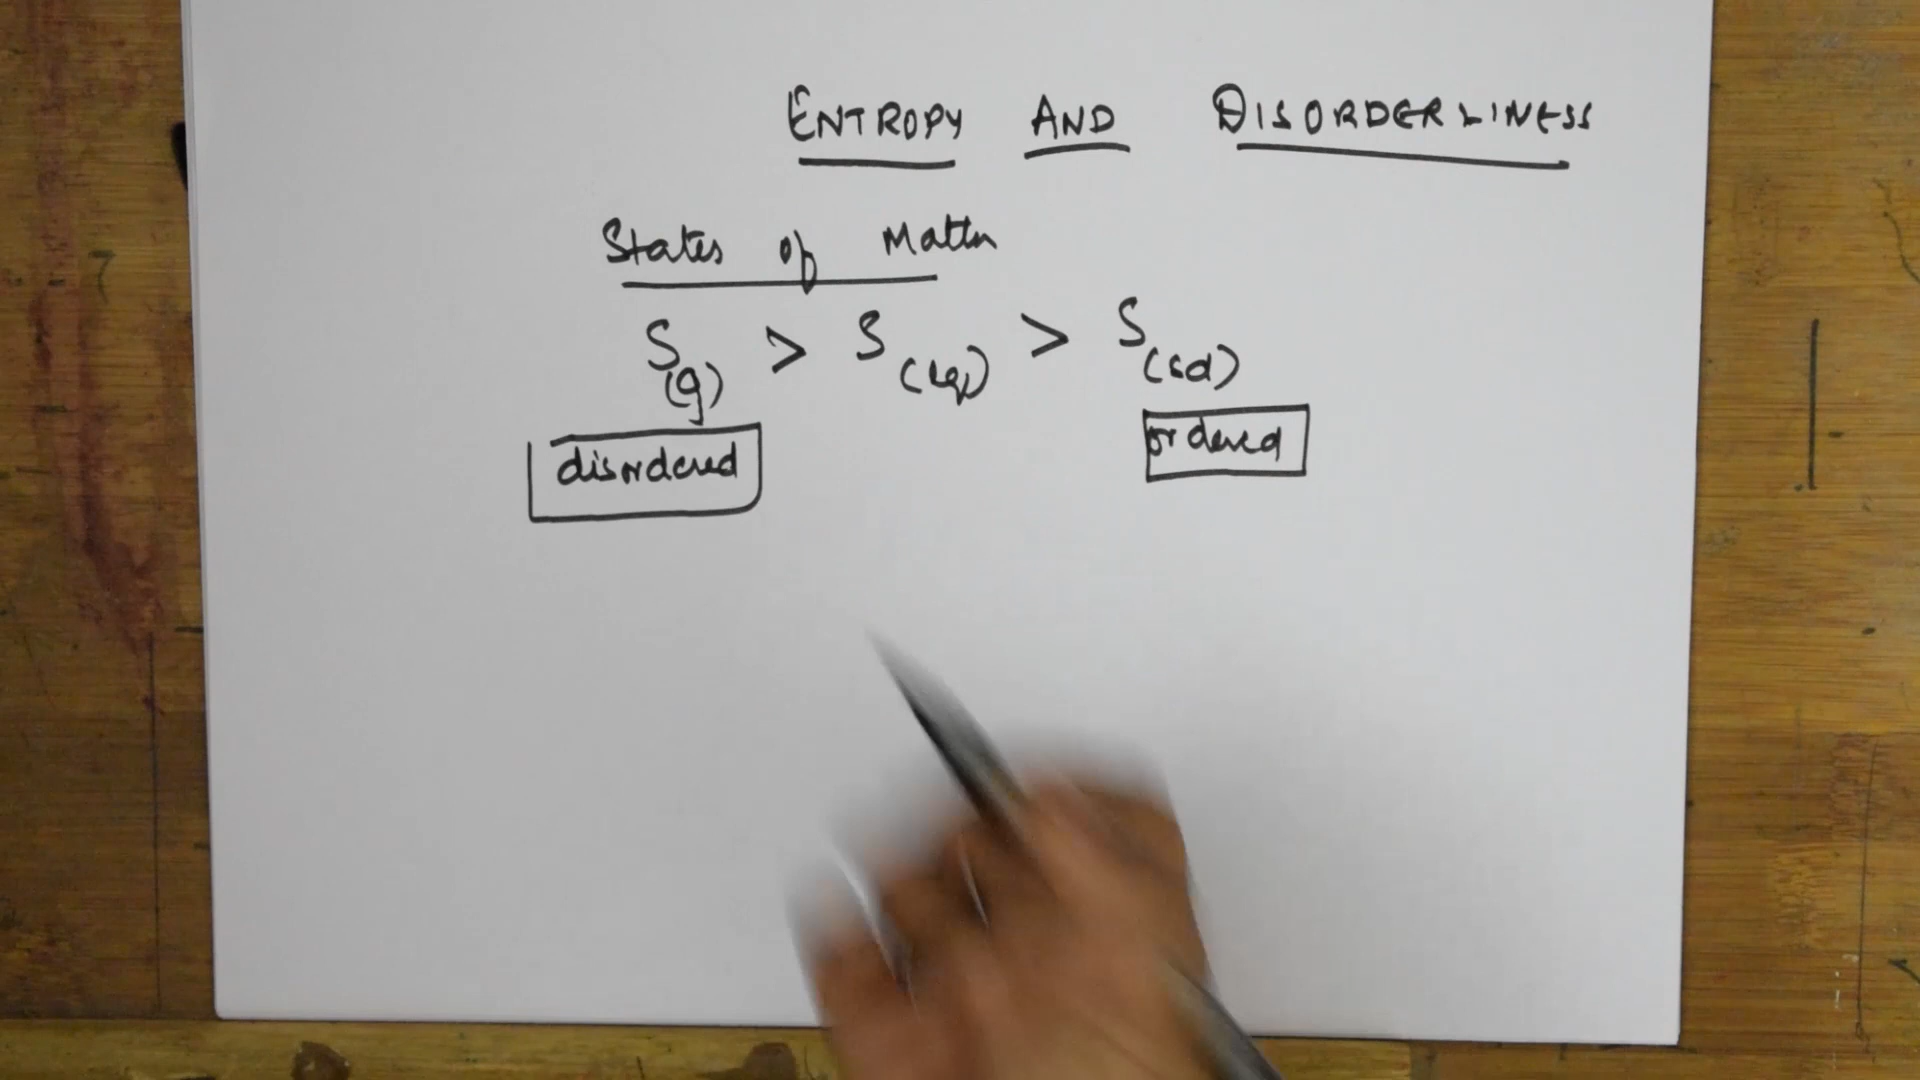 ENTROPY AND DISORDERLINESS
States of Matter
S(g) > S(lq) > S(sd)
disordered ordered